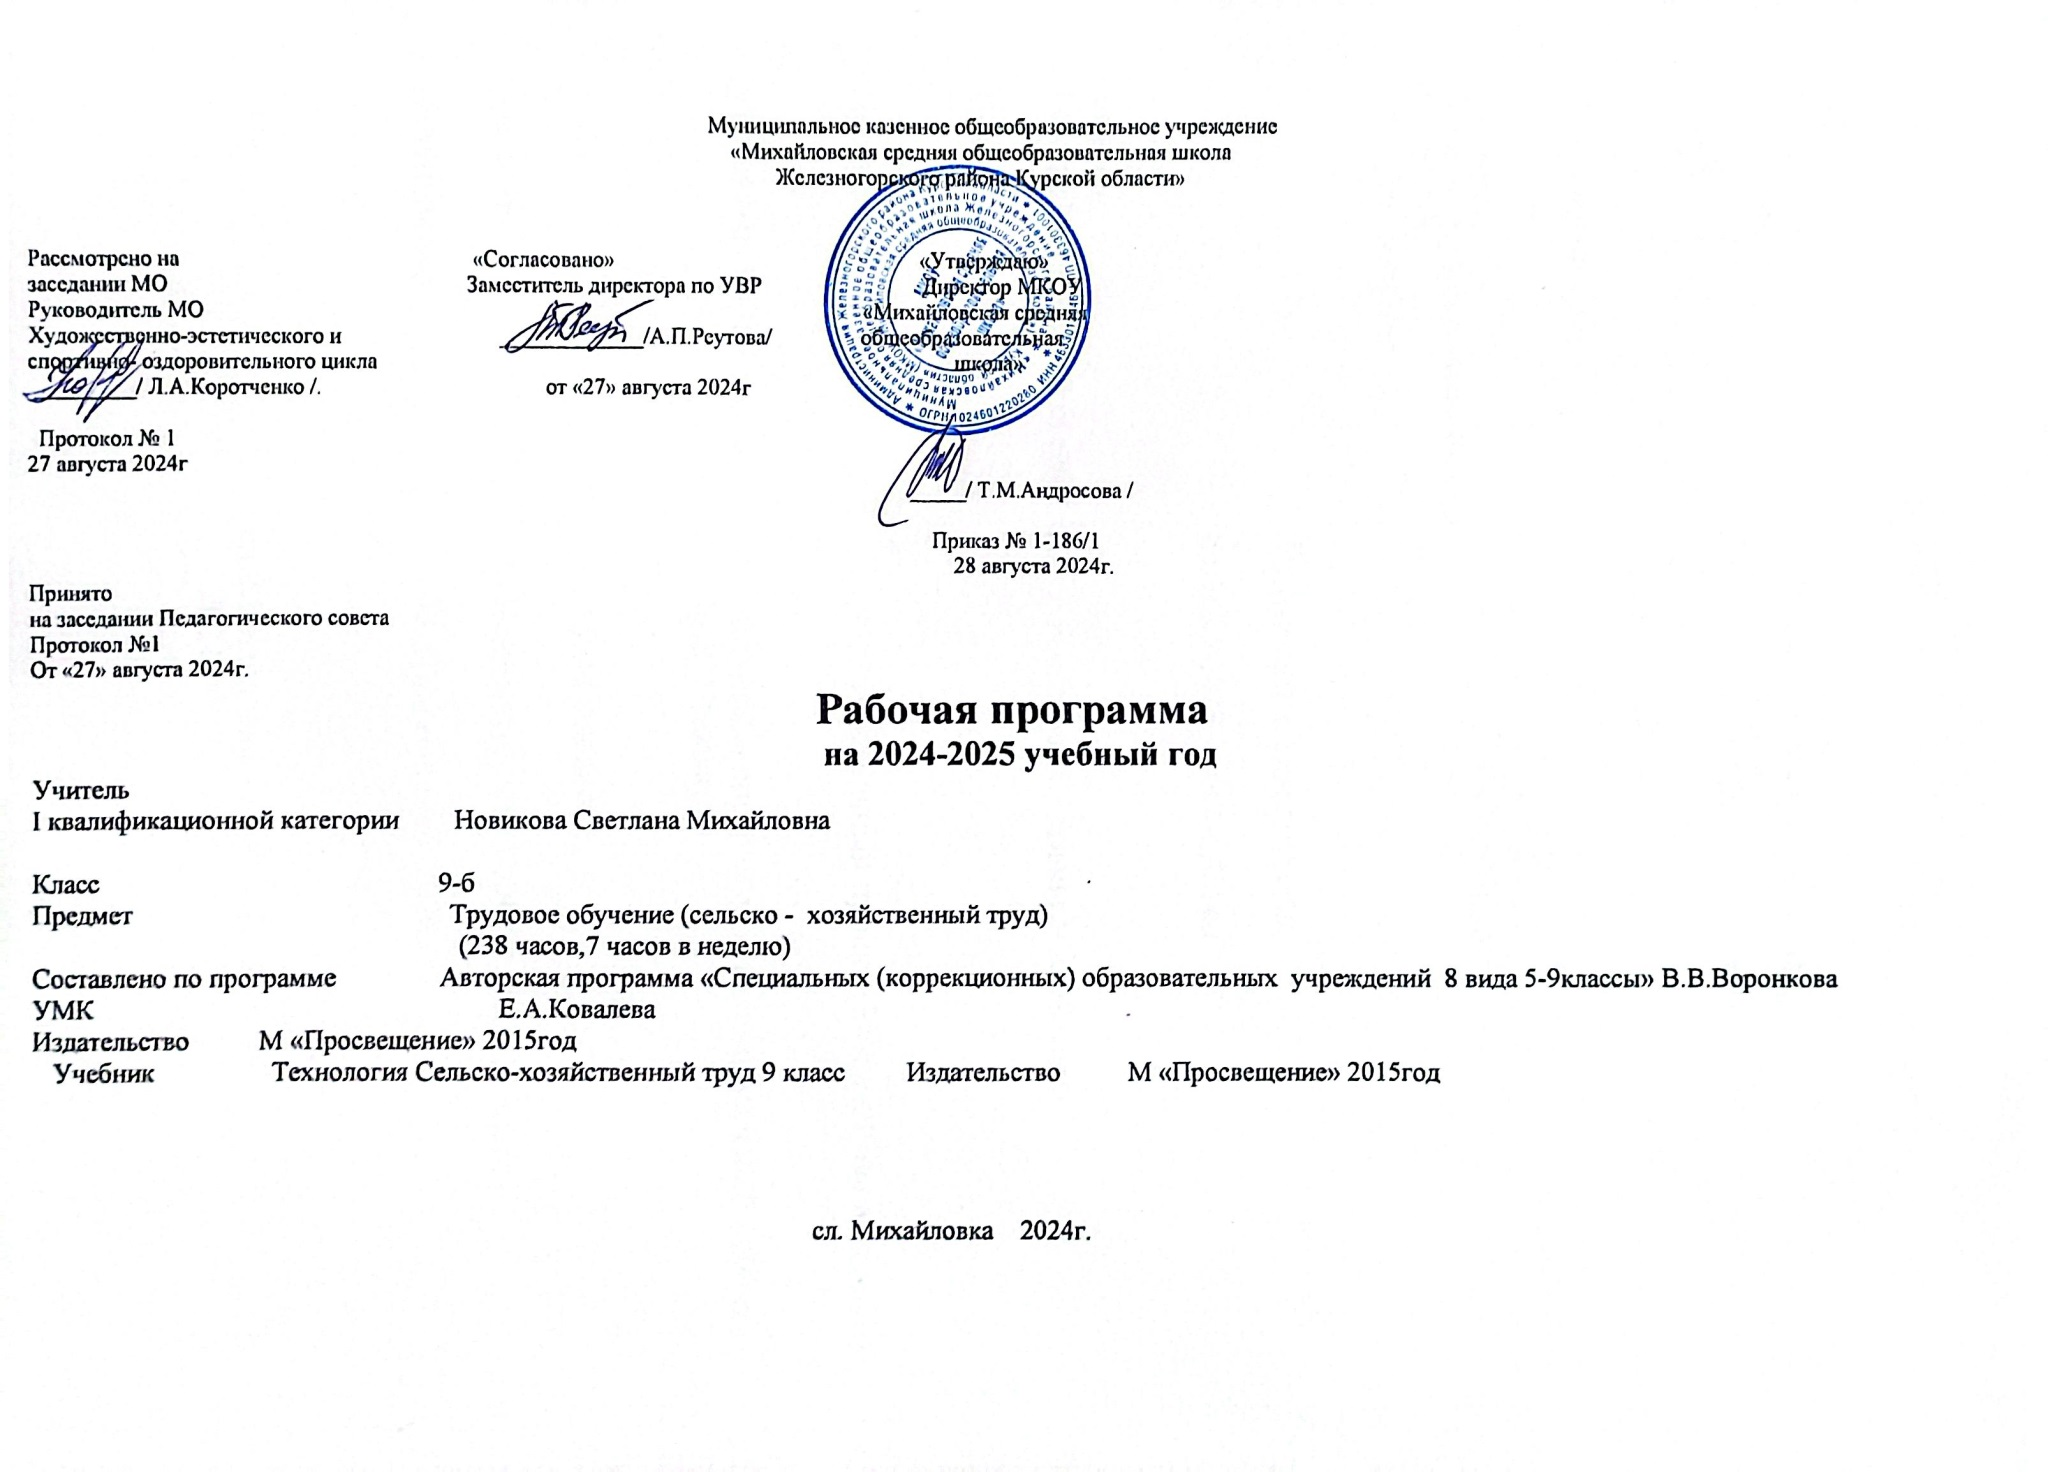 Муниципальное казенное общеобразовательное учреждение
«Михайловская средняя общеобразовательная школа
Железногорского района Курской области»
Рассмотрено на
заседании МО
Руководитель МО
Художественно-эстетического и
спортивно- оздоровительного цикла
/ Л.А.Коротченко /.
Протокол № 1
27 августа 2024г
«Согласовано»
Заместитель директора по УВР
/А.П.Реутова/
от «27» августа 2024г
«Утверждаю»
Директор МКОУ
«Михайловская средняя
общеобразовательная
школа»
/ Т.М.Андросова /
Приказ № 1-186/1
28 августа 2024г.
Принято
на заседании Педагогического совета
Протокол №1
От «27» августа 2024г.
Рабочая программа
на 2024-2025 учебный год
Учитель
I квалификационной категории Новикова Светлана Михайловна
Класс 9-б
Предмет Трудовое обучение (сельско - хозяйственный труд)
(238 часов,7 часов в неделю)
Составлено по программе Авторская программа «Специальных (коррекционных) образовательных учреждений 8 вида 5-9классы» В.В.Воронкова
УМК Е.А.Ковалева
Издательство М «Просвещение» 2015год
Учебник Технология Сельско-хозяйственный труд 9 класс Издательство М «Просвещение» 2015год
сл. Михайловка 2024г.